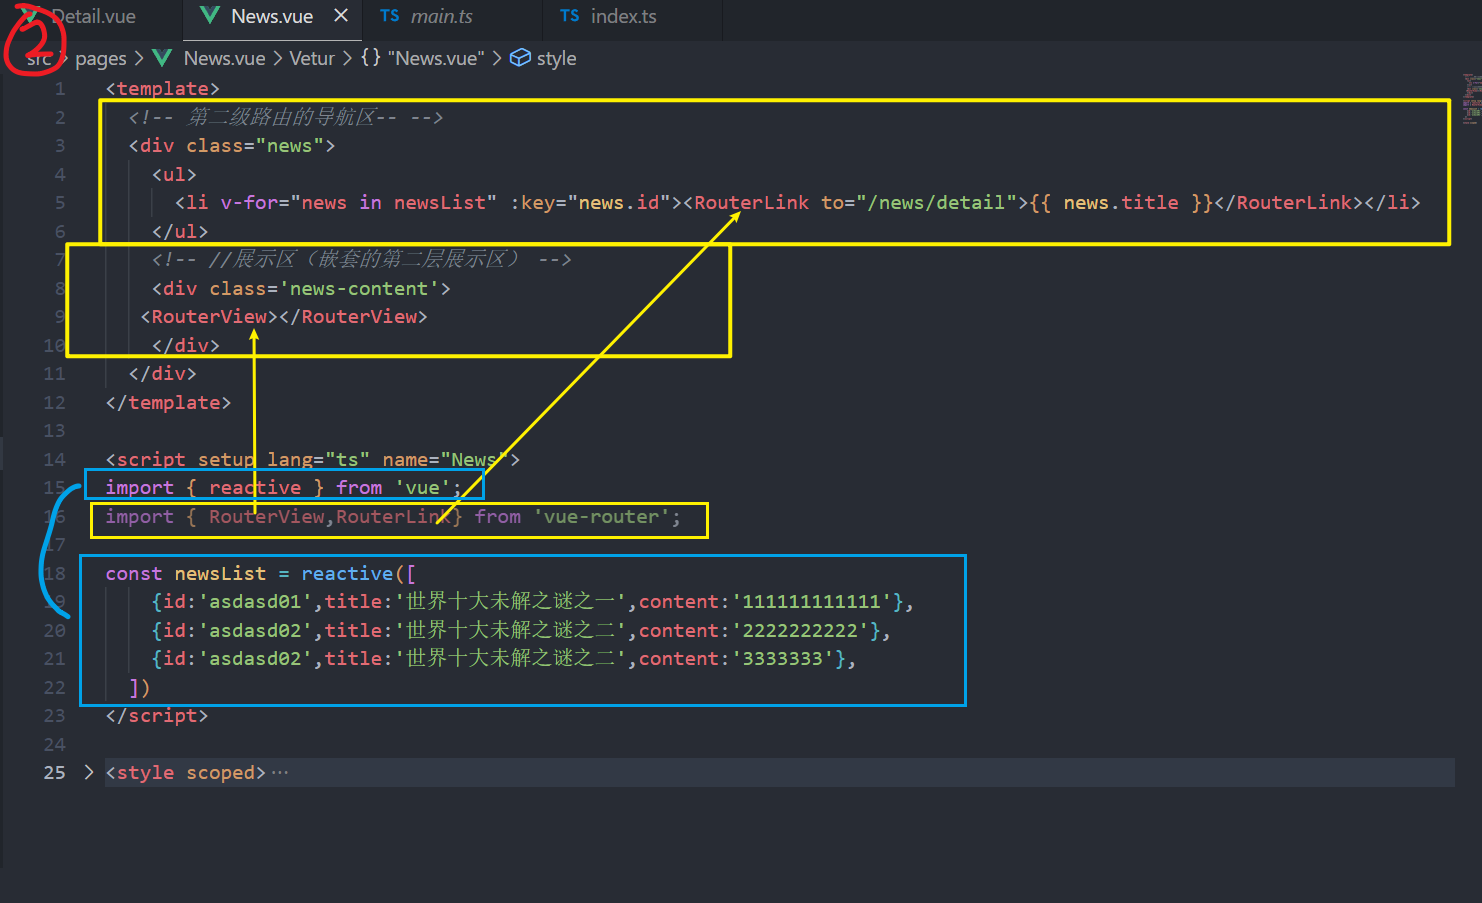 Detail.vue News.vue × TS main.ts TS index.ts
2
src > pages > News.vue > Vetur > {} "News.vue" > style
1 <template>
2 <!-- 第二级路由的导航区-- -->
3 <div class="news">
4 <ul>
5 <li v-for="news in newsList" :key="news.id"><RouterLink to="/news/detail">{{ news.title }}</RouterLink></li>
6 </ul>
7 <!-- //展示区（嵌套的第二层展示区） -->
8 <div class='news-content'>
9 <RouterView></RouterView>
10 </div>
11 </div>
12 </template>
13
14 <script setup lang="ts" name="News">
15 import { reactive } from 'vue';
16 import { RouterView,RouterLink} from 'vue-router';
17
18 const newsList = reactive([
19 {id:'asdasd01',title:'世界十大未解之谜之一',content:'111111111111'},
20 {id:'asdasd02',title:'世界十大未解之谜之二',content:'2222222222'},
21 {id:'asdasd02',title:'世界十大未解之谜之二',content:'3333333'},
22 ])
23 </script>
24
25 > <style scoped>···